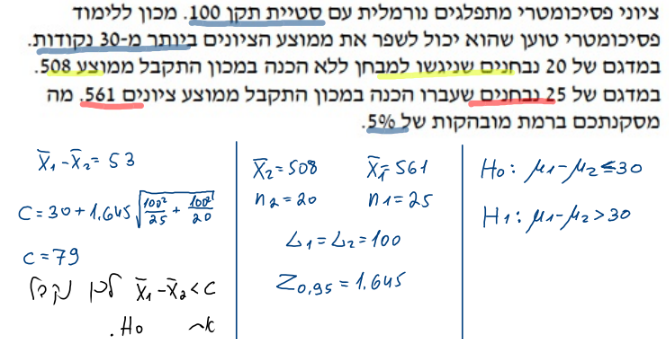 ציוני פסיכומטרי מתפלגים נורמלית עם סטיית תקן 100. מכון ללימוד
פסיכומטרי טוען שהוא יכול לשפר את ממוצע הציונים ביותר מ-30 נקודות.
במדגם של 20 נבחנים שניגשו למבחן ללא הכנה במכון התקבל ממוצע 508.
במדגם של 25 נבחנים שעברו הכנה במכון התקבל ממוצע ציונים 561. מה
מסקנתכם ברמת מובהקות של 5%.
H₀: μ₁-μ₂≤30
H₁: μ₁-μ₂>30
X̄₂=508 X̄₁=561
n₂=20 n₁=25
∠₁=∠₂=100
Z₀,₉₅=1.645
X̄₁-X̄₂=53
C=30+1.645√(100²/25 + 100²/20)
C=79
לכן נקבל X̄₁-X̄₂<C
את H₀.